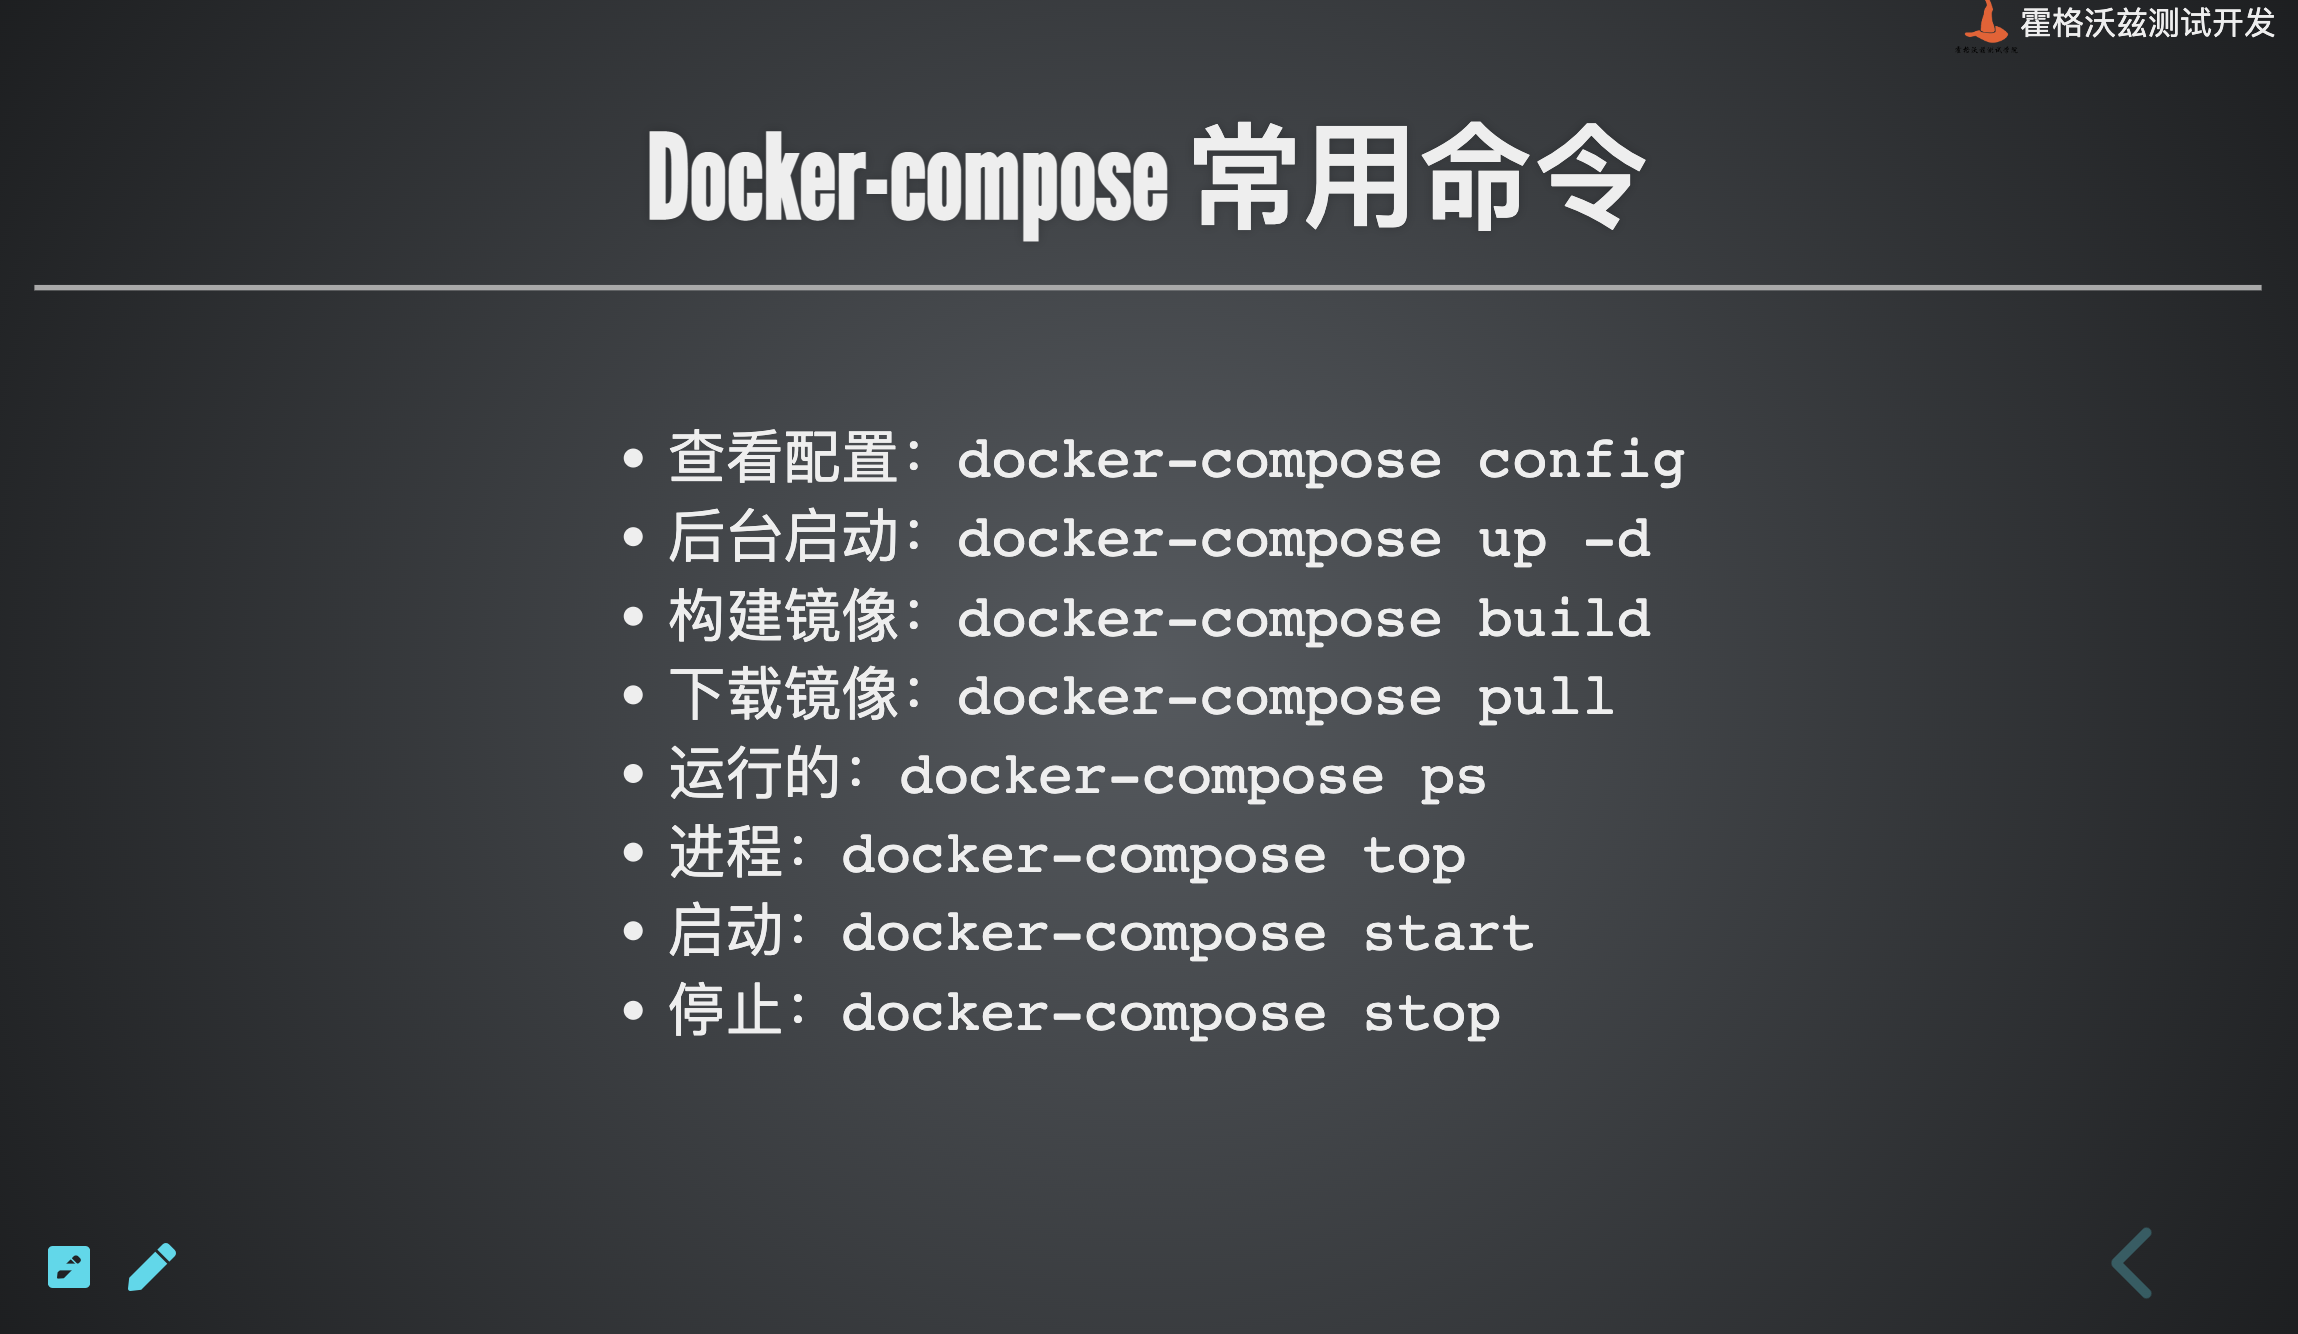 霍格沃兹测试开发
Docker-compose 常用命令
查看配置：docker-compose config
后台启动：docker-compose up -d
构建镜像：docker-compose build
下载镜像：docker-compose pull
运行的：docker-compose ps
进程：docker-compose top
启动：docker-compose start
停止：docker-compose stop